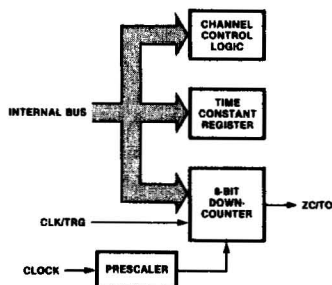 CHANNEL
CONTROL
LOGIC
INTERNAL BUS
TIME
CONSTANT
REGISTER
8-BIT
DOWN-
COUNTER
ZC/TO
CLK/TRG
CLOCK
PRESCALER